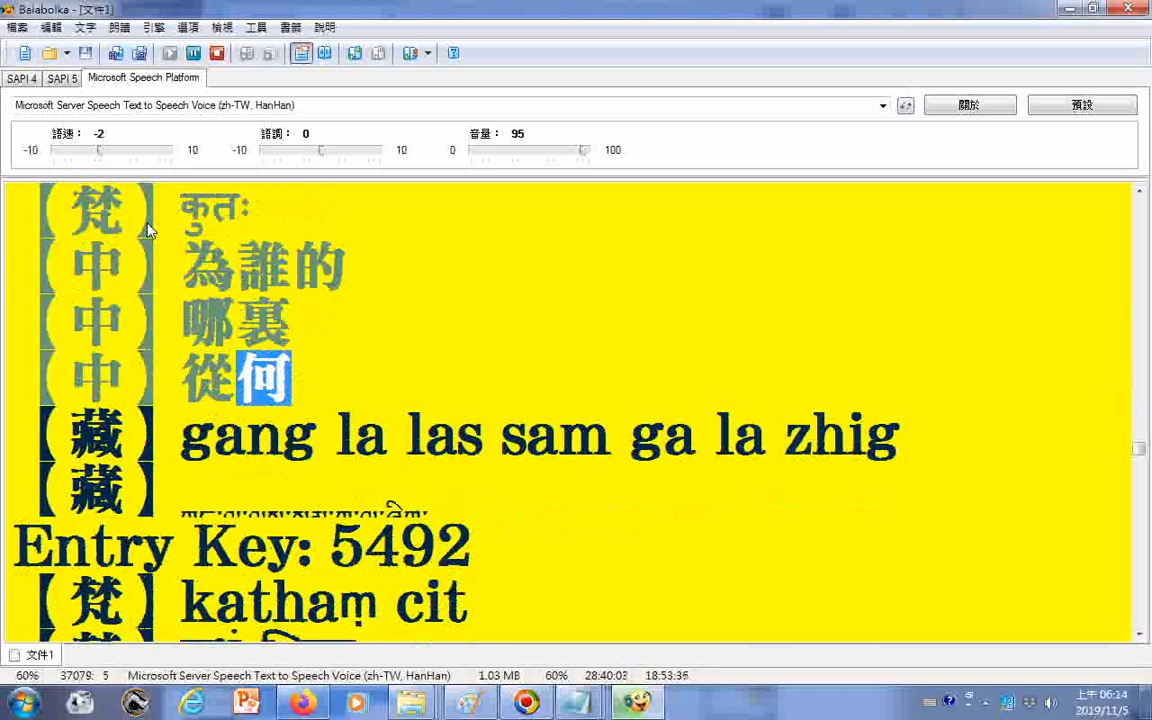 Balabolka - [文件1]
檔案 編輯 文字 朗讀 引擎 選項 檢視 工具 書籤 說明
SAPI 4 SAPI 5 Microsoft Speech Platform
Microsoft Server Speech Text to Speech Voice (zh-TW, HanHan) 關於 預設
語速： -2 語調： 0 音量： 95
-10 10 -10 10 0 100
【梵】 कुतः
【中】 為誰的
【中】 哪裏
【中】 從何
【藏】 gang la las sam ga la zhig
【藏】
Entry Key: 5492
【梵】 kathaṃ cit
文件1
60% 37079: 5 Microsoft Server Speech Text to Speech Voice (zh-TW, HanHan) 1.03 MB 60% 28:40:03 18:53:36
上午 06:14
2019/11/5